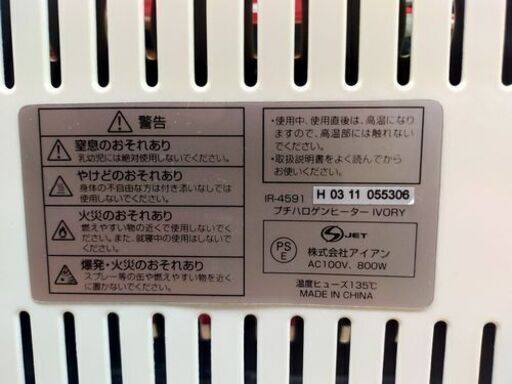 警告
窒息のおそれあり
乳幼児には絶対使用しないでください。
やけどのおそれあり
身体の不自由な方は付き添いなしでは
使用しないでください。
火災のおそれあり
燃えやすい物の近くで使用しないでくだ
さい。また、就寝中の使用はしないでく
ださい。
爆発・火災のおそれあり
スプレー等の缶や燃えやすい物を近く
に置かないでください。
・使用中、使用直後は、高温になり
ますので、高温部には触れない
でください。
・取扱説明書をよく読んでから
お使いください。
IR-4591 H 03 11 055306
プチハロゲンヒーター IVORY
PS
E
S JET
株式会社アイアン
AC100V、800W
温度ヒューズ135℃
MADE IN CHINA